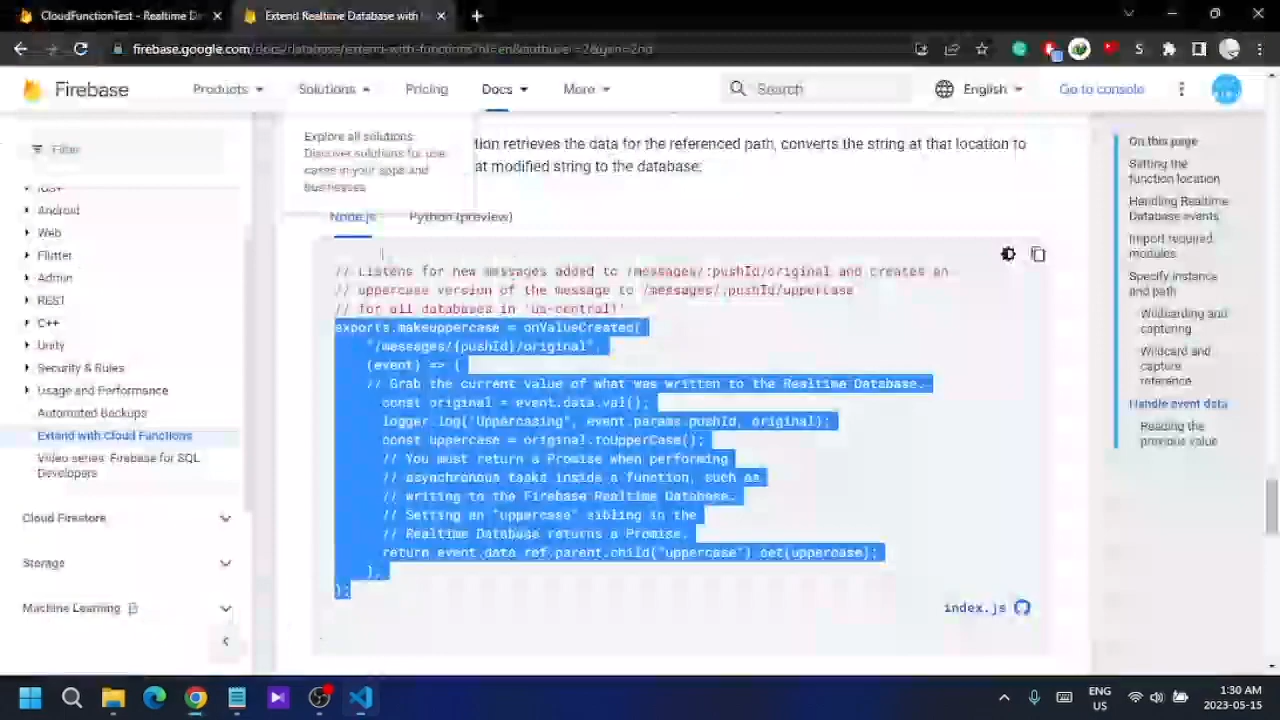 CloudFunctionTest - Realtime D
Extend Realtime Database with
firebase.google.com/docs/database/extend-with-functions?hl=en&authuser=2&gen=2nd
Firebase
Products
Solutions
Pricing
Docs
More
Search
English
Go to console
Filter
iOS+
Android
Web
Flutter
Admin
REST
C++
Unity
Security & Rules
Usage and Performance
Automated Backups
Extend with Cloud Functions
Video series: Firebase for SQL
Developers
Cloud Firestore
Storage
Machine Learning
Explore all solutions
Discover solutions for use
cases in your apps and
businesses
tion retrieves the data for the referenced path, converts the string at that location to
at modified string to the database:
Node.js
Python (preview)
// Listens for new messages added to /messages/:pushId/original and creates an
// uppercase version of the message to /messages/:pushId/uppercase
// for all databases in 'us-central1'
exports.makeuppercase = onValueCreated(
"/messages/{pushId}/original",
(event) => {
// Grab the current value of what was written to the Realtime Database.
const original = event.data.val();
logger.log("Uppercasing", event.params.pushId, original);
const uppercase = original.toUpperCase();
// You must return a Promise when performing
// asynchronous tasks inside a function, such as
// writing to the Firebase Realtime Database.
// Setting an "uppercase" sibling in the
// Realtime Database returns a Promise.
return event.data.ref.parent.child("uppercase").set(uppercase);
},
);
index.js
On this page
Setting the
function location
Handling Realtime
Database events
Import required
modules
Specify instance
and path
Wildcarding and
capturing
Wildcard and
capture
reference
Handle event data
Reading the
previous value
ENG
US
1:30 AM
2023-05-15